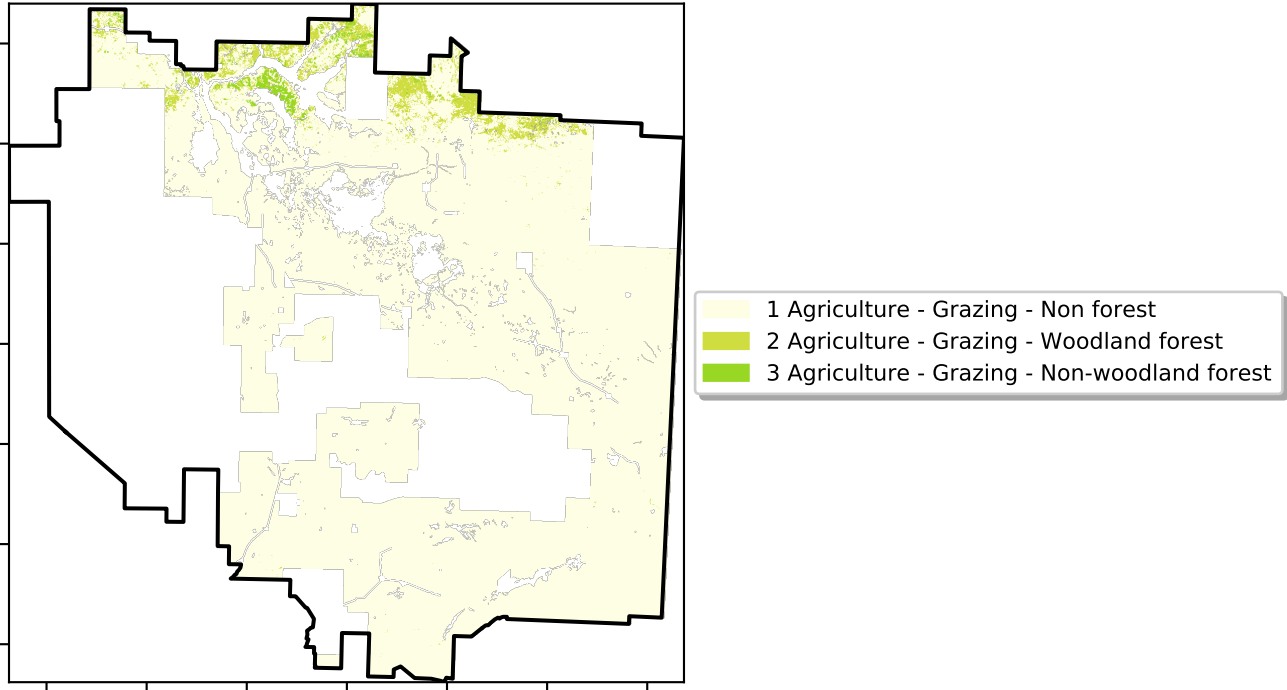 1 Agriculture - Grazing - Non forest
2 Agriculture - Grazing - Woodland forest
3 Agriculture - Grazing - Non-woodland forest